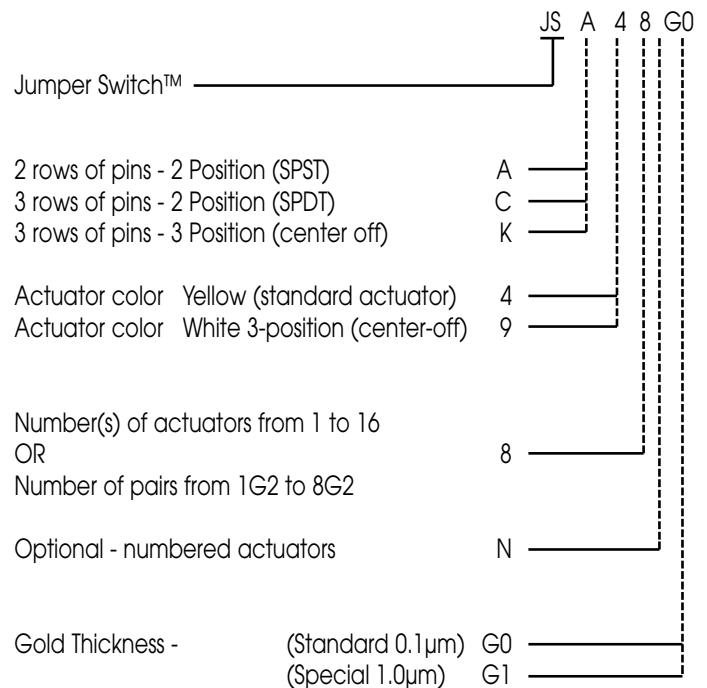 JS A 4 8 G0
Jumper Switch™
2 rows of pins - 2 Position (SPST) A
3 rows of pins - 2 Position (SPDT) C
3 rows of pins - 3 Position (center off) K
Actuator color Yellow (standard actuator) 4
Actuator color White 3-position (center-off) 9
Number(s) of actuators from 1 to 16
OR 8
Number of pairs from 1G2 to 8G2
Optional - numbered actuators N
Gold Thickness - (Standard 0.1µm) G0
(Special 1.0µm) G1